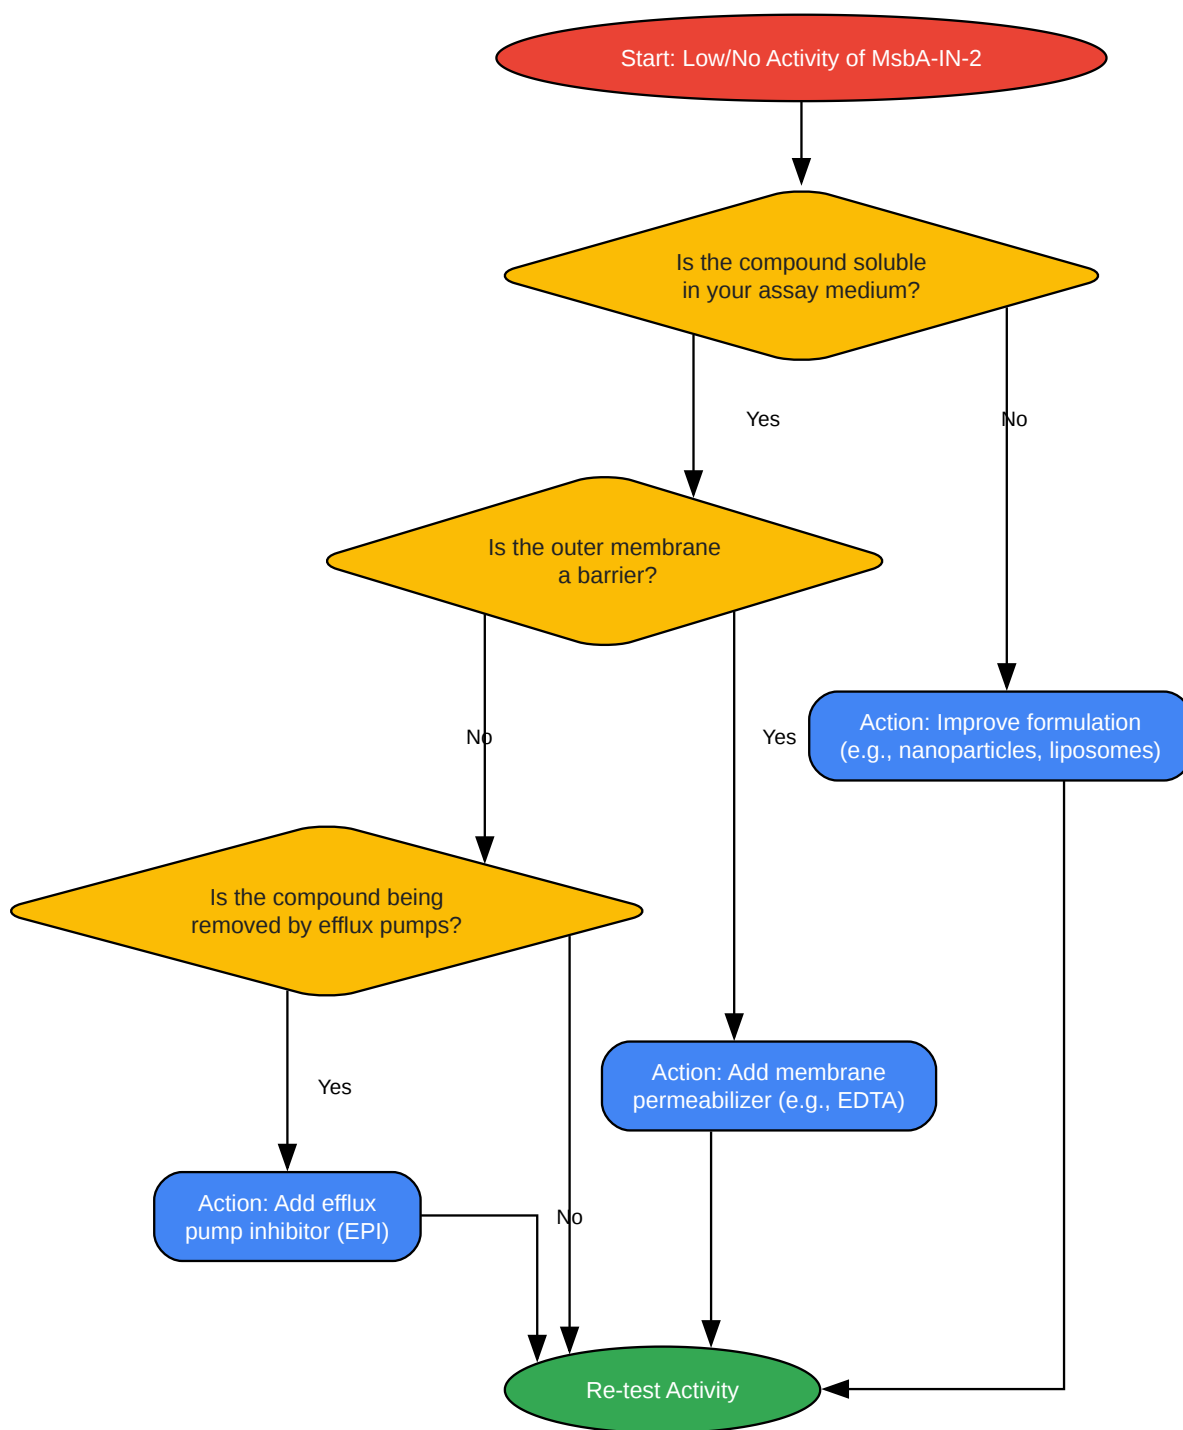 Start: Low/No Activity of MsbA-IN-2
Is the compound soluble
in your assay medium?
Yes
No
Is the outer membrane
a barrier?
No
Yes
Action: Improve formulation
(e.g., nanoparticles, liposomes)
Is the compound being
removed by efflux pumps?
Yes
No
Action: Add membrane
permeabilizer (e.g., EDTA)
Action: Add efflux
pump inhibitor (EPI)
Re-test Activity